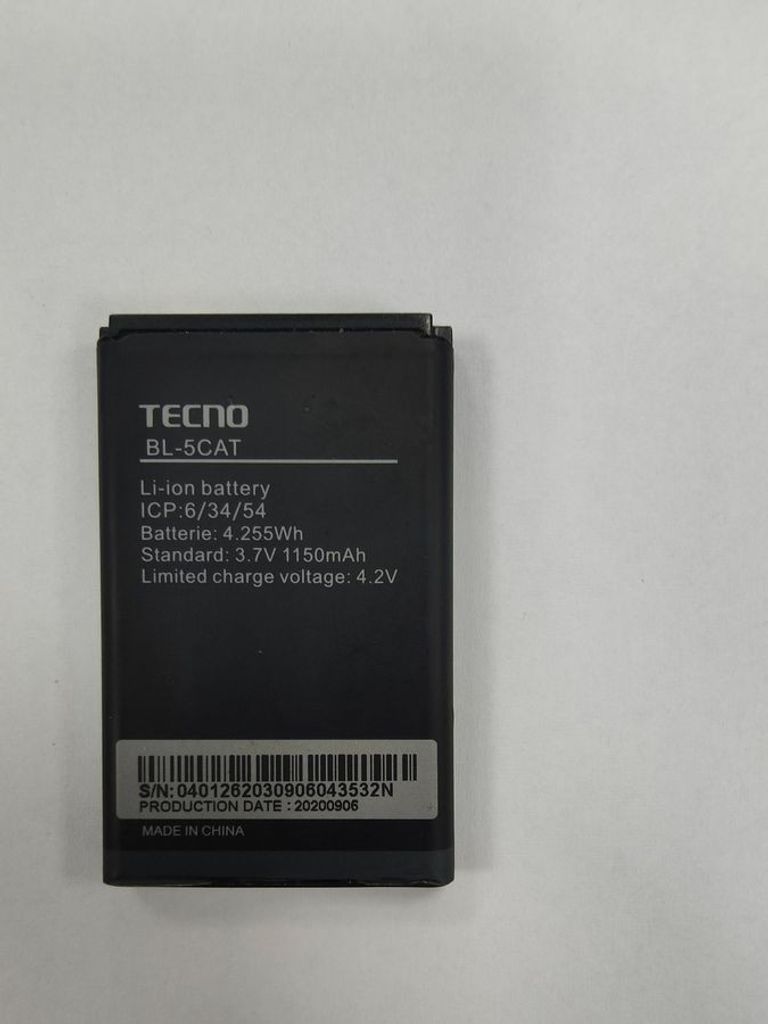 TECNO
BL-5CAT
Li-ion battery
ICP:6/34/54
Batterie: 4.255Wh
Standard: 3.7V 1150mAh
Limited charge voltage: 4.2V
S/N:0401262030906043532N
PRODUCTION DATE : 20200906
MADE IN CHINA